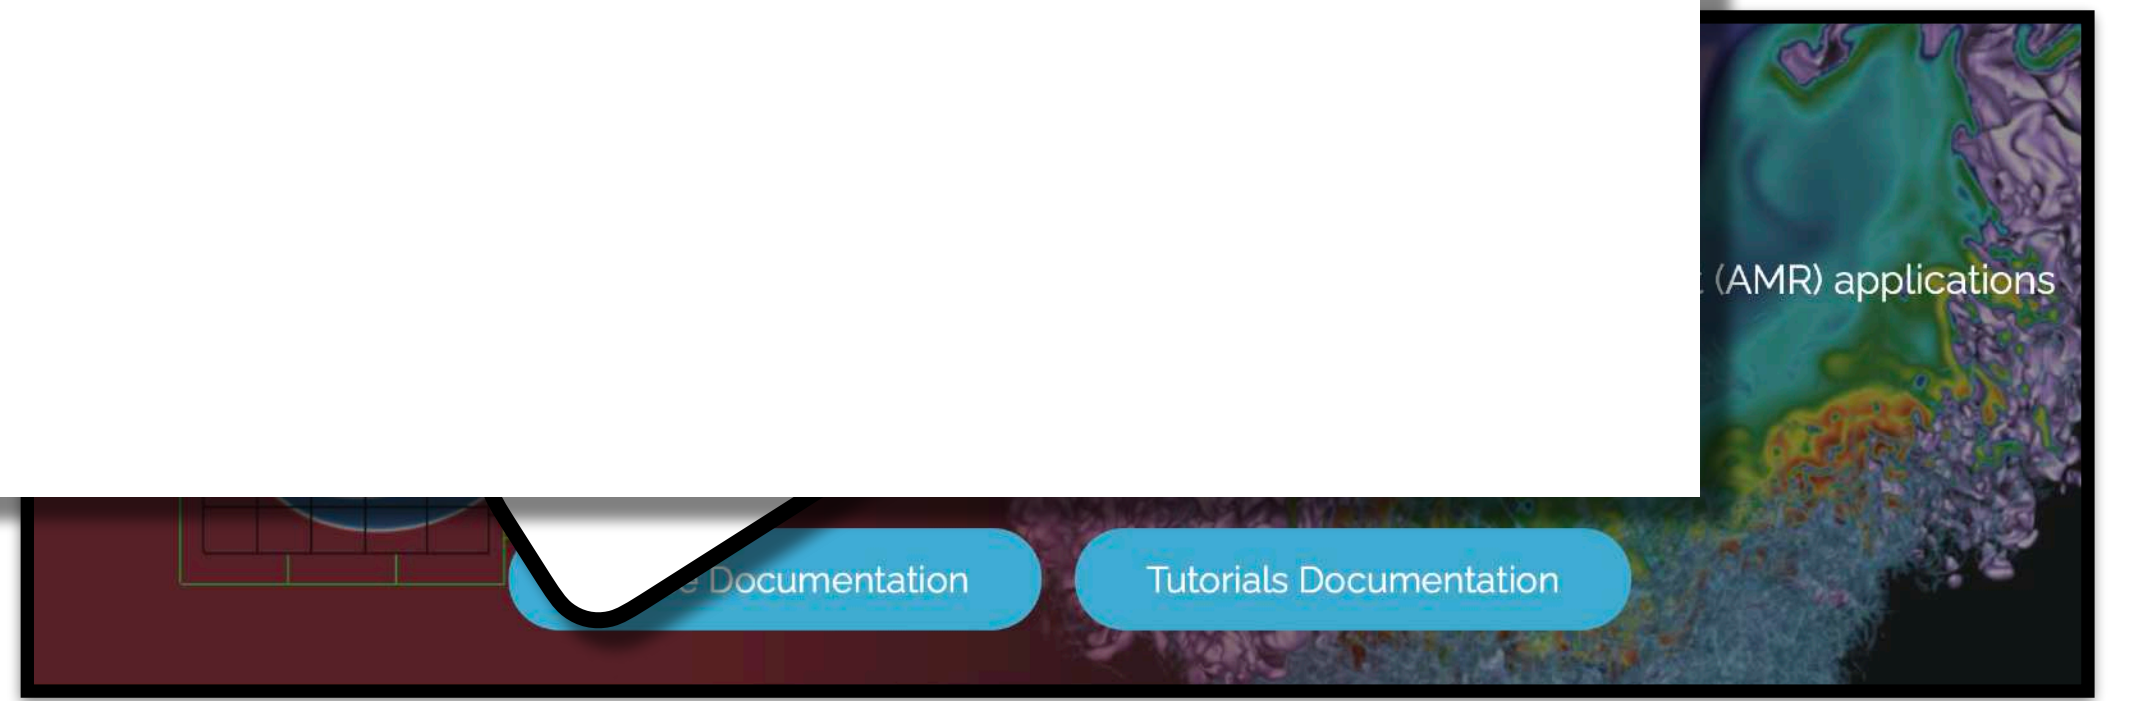 (AMR) applications
Documentation
Tutorials Documentation